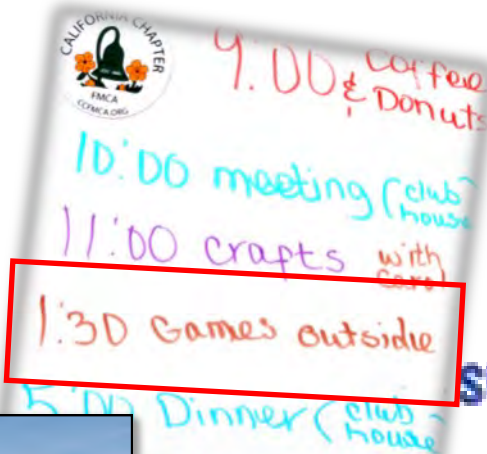 CALIFORNIA CHAPTER
FMCA
CCFMCA.ORG
9:00 Coffee
& Donuts
10:00 meeting (club
house
11:00 crafts with
Carol
1:30 Games outside
5:00 Dinner (club
house